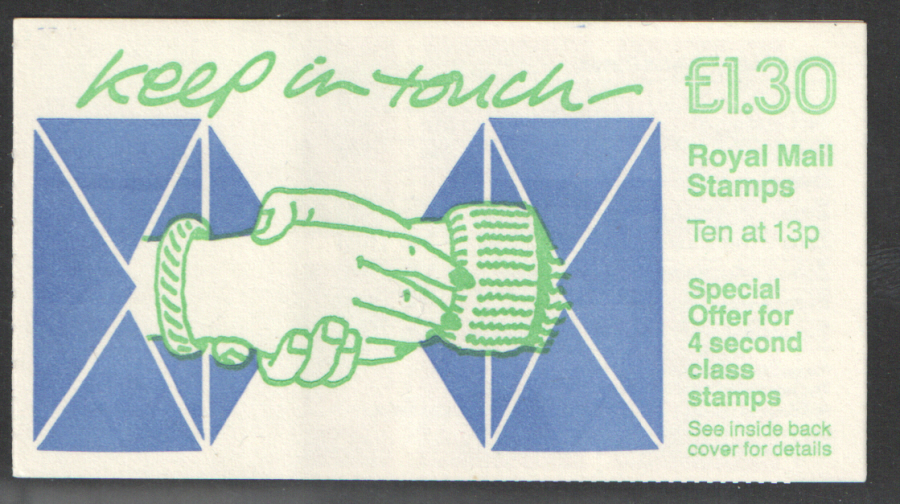 keep in touch
£1.30
Royal Mail
Stamps
Ten at 13p
Special
Offer for
4 second
class
stamps
See inside back
cover for details